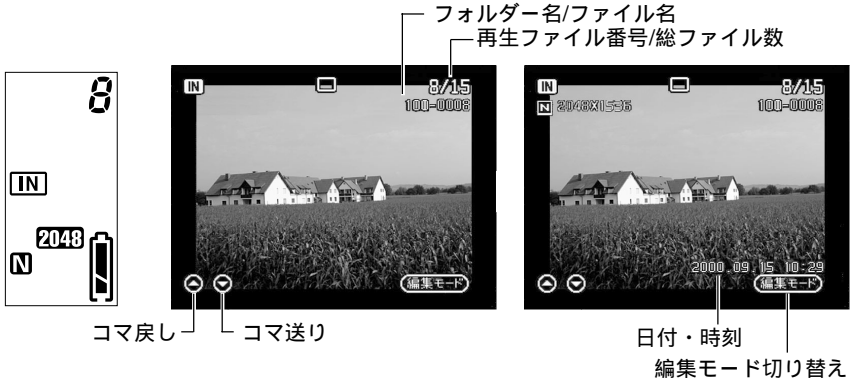 フォルダー名/ファイル名
再生ファイル番号/総ファイル数
8
IN
2048
N
IN
8/15
100-0008
編集モード
コマ戻し
コマ送り
IN
8/15
N 2048X1536
100-0008
2000.09.15 10:29
編集モード
日付・時刻
編集モード切り替え